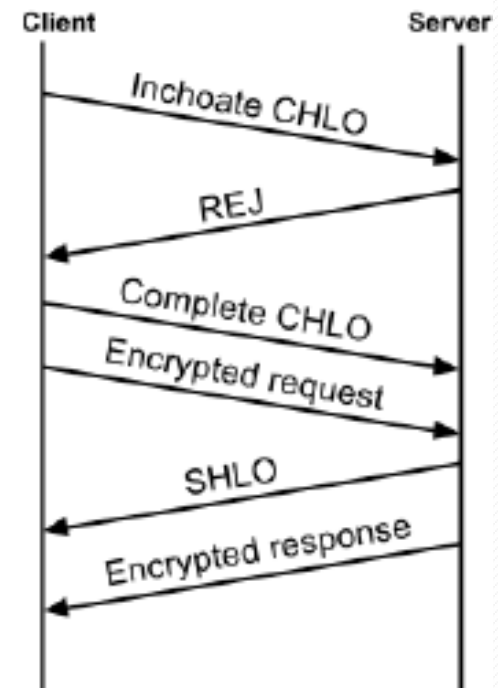 Client
Server
Inchoate CHLO
REJ
Complete CHLO
Encrypted request
SHLO
Encrypted response